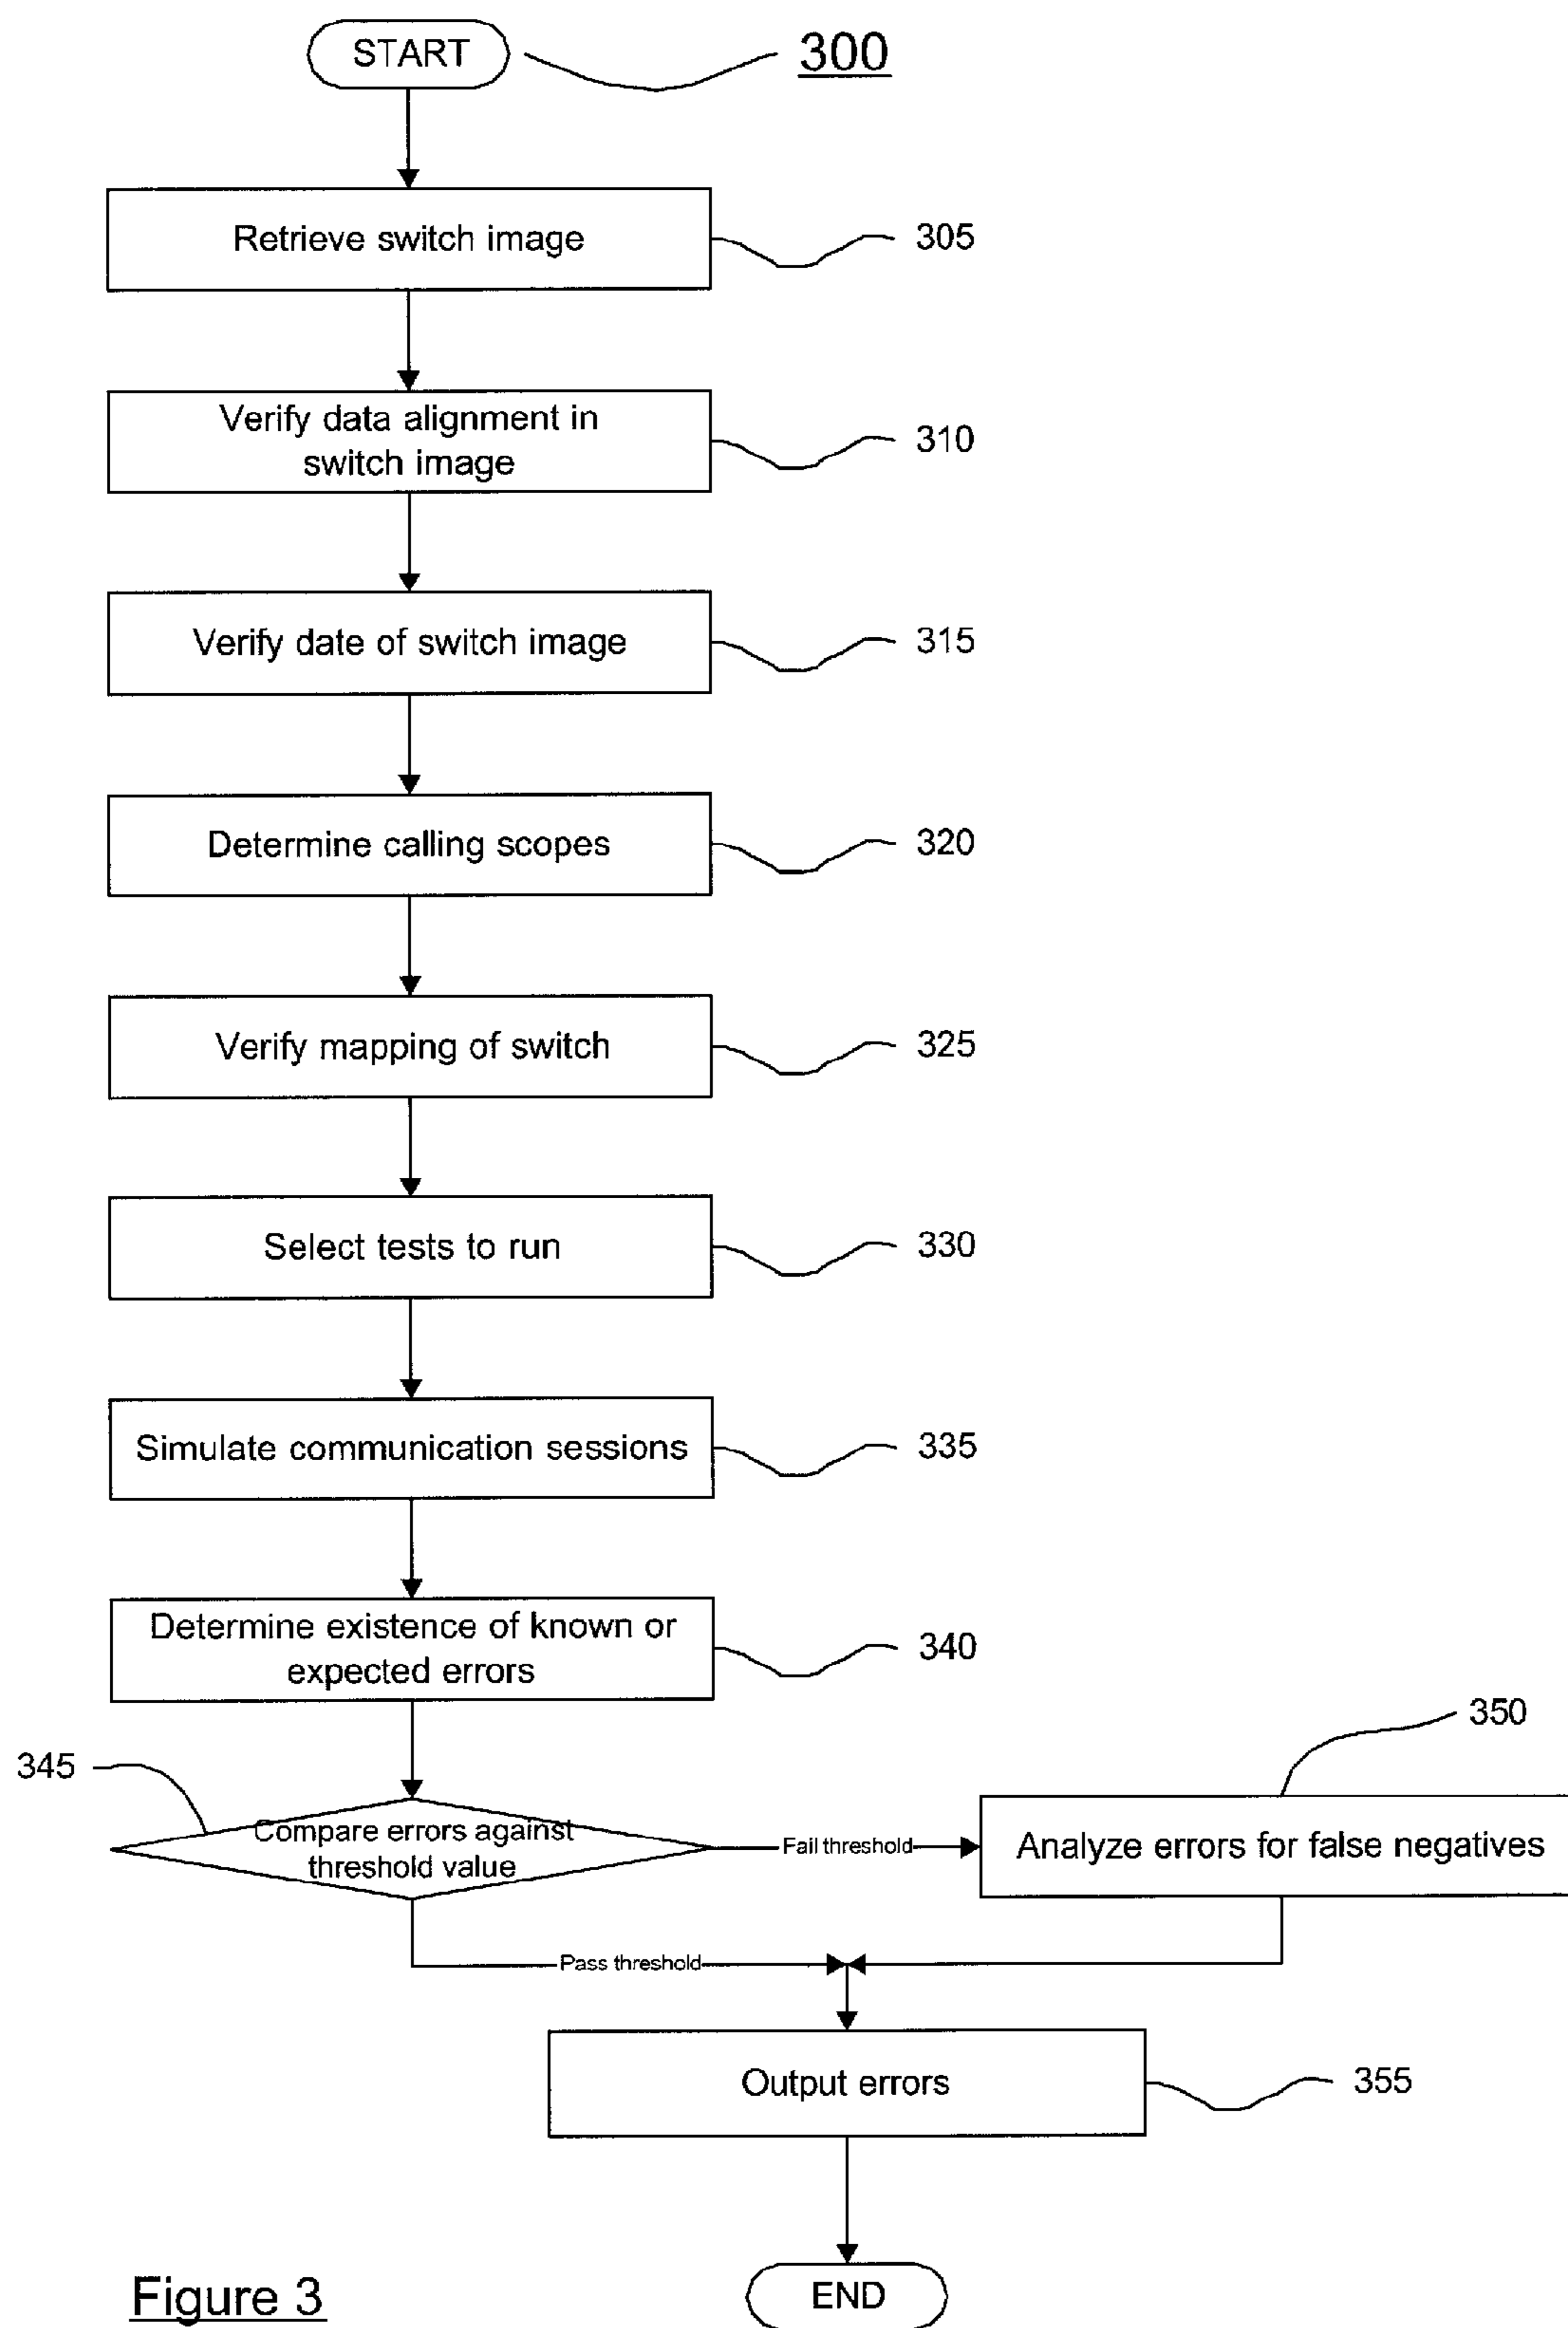 START
300
Retrieve switch image
305
Verify data alignment in
switch image
310
Verify date of switch image
315
Determine calling scopes
320
Verify mapping of switch
325
Select tests to run
330
Simulate communication sessions
335
Determine existence of known or
expected errors
340
345
Compare errors against
threshold value
Fail threshold
350
Analyze errors for false negatives
Pass threshold
Output errors
355
END
Figure 3